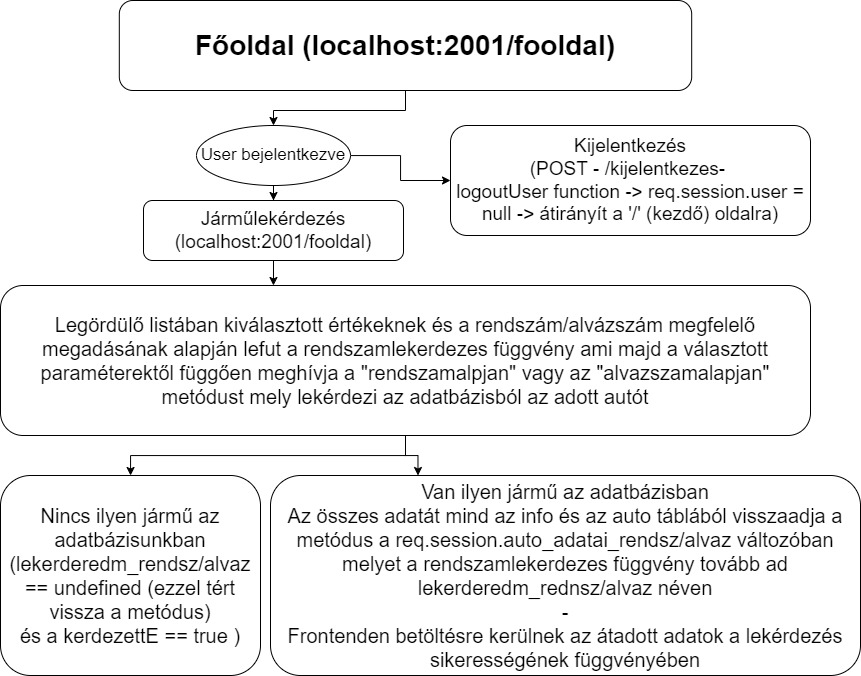 Főoldal (localhost:2001/fooldal)
User bejelentkezve
Kijelentkezés
(POST - /kijelentkezes-
logoutUser function -> req.session.user =
null -> átirányít a '/' (kezdő) oldalra)
Járműlekérdezés
(localhost:2001/fooldal)
Legördülő listában kiválasztott értékeknek és a rendszám/alvázszám megfelelő
megadásának alapján lefut a rendszamlekerdezes függvény ami majd a választott
paraméterektől függően meghívja a "rendszamalpjan" vagy az "alvazszamalapjan"
metódust mely lekérdezi az adatbázisból az adott autót
Nincs ilyen jármű az
adatbázisunkban
(lekerderedm_rendsz/alvaz
== undefined (ezzel tért
vissza a metódus)
és a kerdezettE == true )
Van ilyen jármű az adatbázisban
Az összes adatát mind az info és az auto táblából visszaadja a
metódus a req.session.auto_adatai_rendsz/alvaz változóban
melyet a rendszamlekerdezes függvény tovább ad
lekerderedm_rednsz/alvaz néven
-
Frontenden betöltésre kerülnek az átadott adatok a lekérdezés
sikerességének függvényében